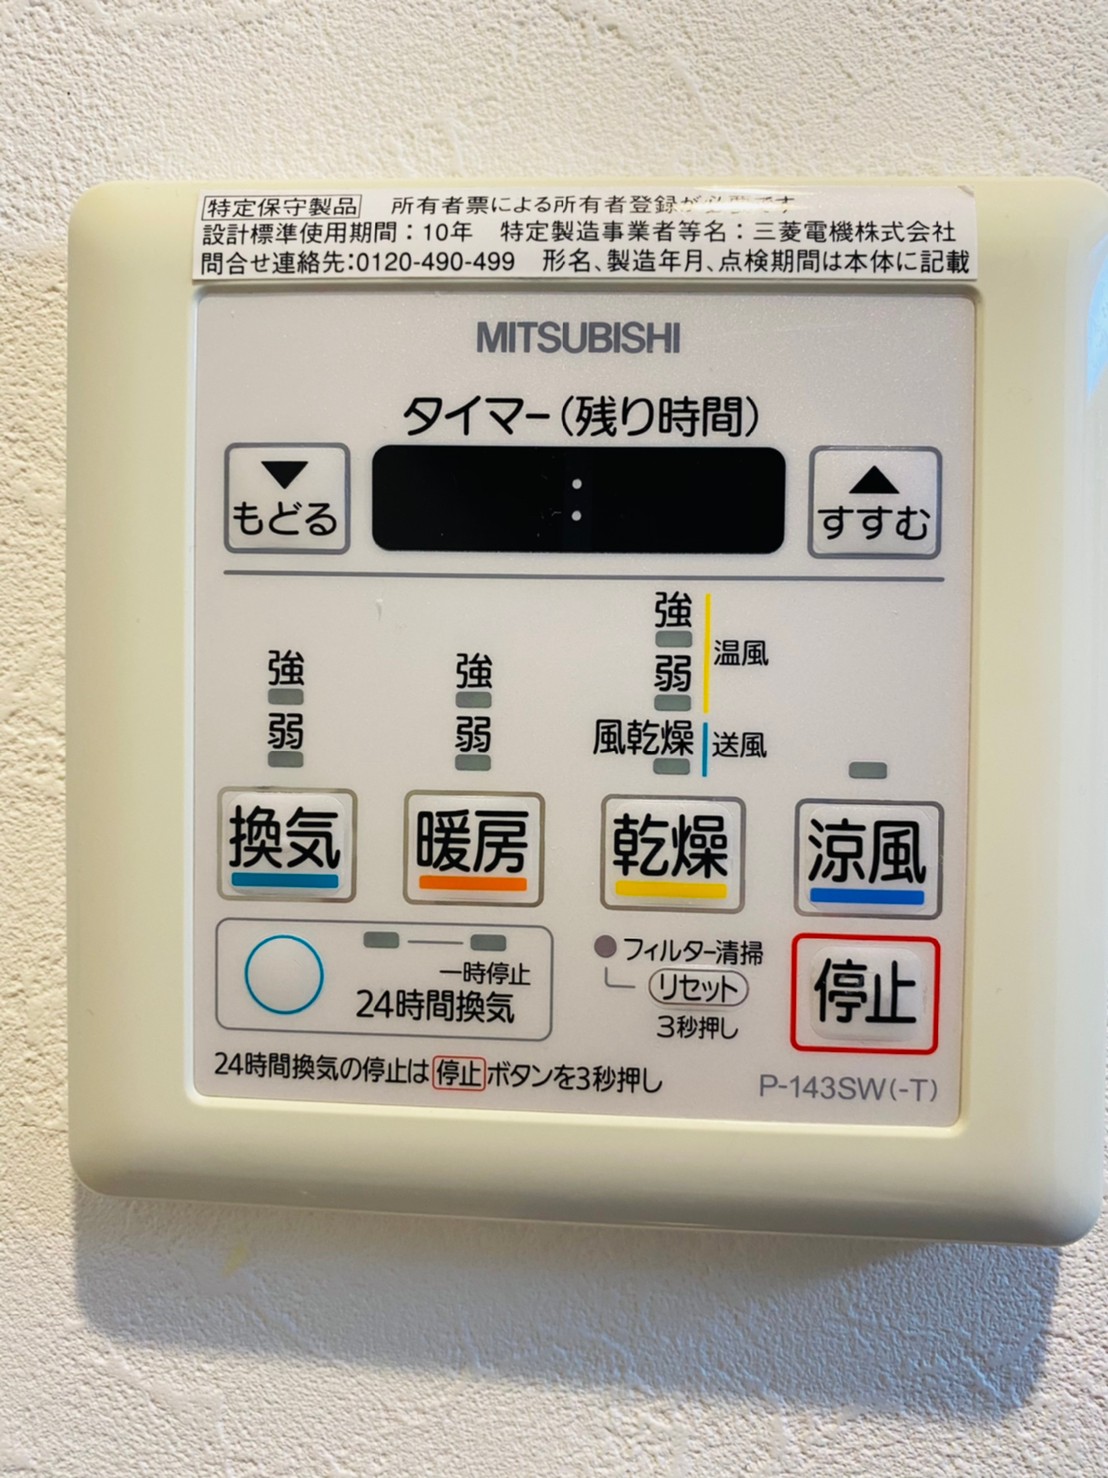 特定保守製品 所有者票による所有者登録が必要です
設計標準使用期間：10年 特定製造事業者等名：三菱電機株式会社
問合せ連絡先:0120-490-499 形名、製造年月、点検期間は本体に記載
MITSUBISHI
タイマー(残り時間)
▼
もどる
:
▲
すすむ
強
弱
強
弱
強
弱
温風
風乾燥
送風
換気
暖房
乾燥
涼風
一時停止
24時間換気
フィルター清掃
リセット
3秒押し
停止
24時間換気の停止は停止ボタンを3秒押し
P-143SW(-T)